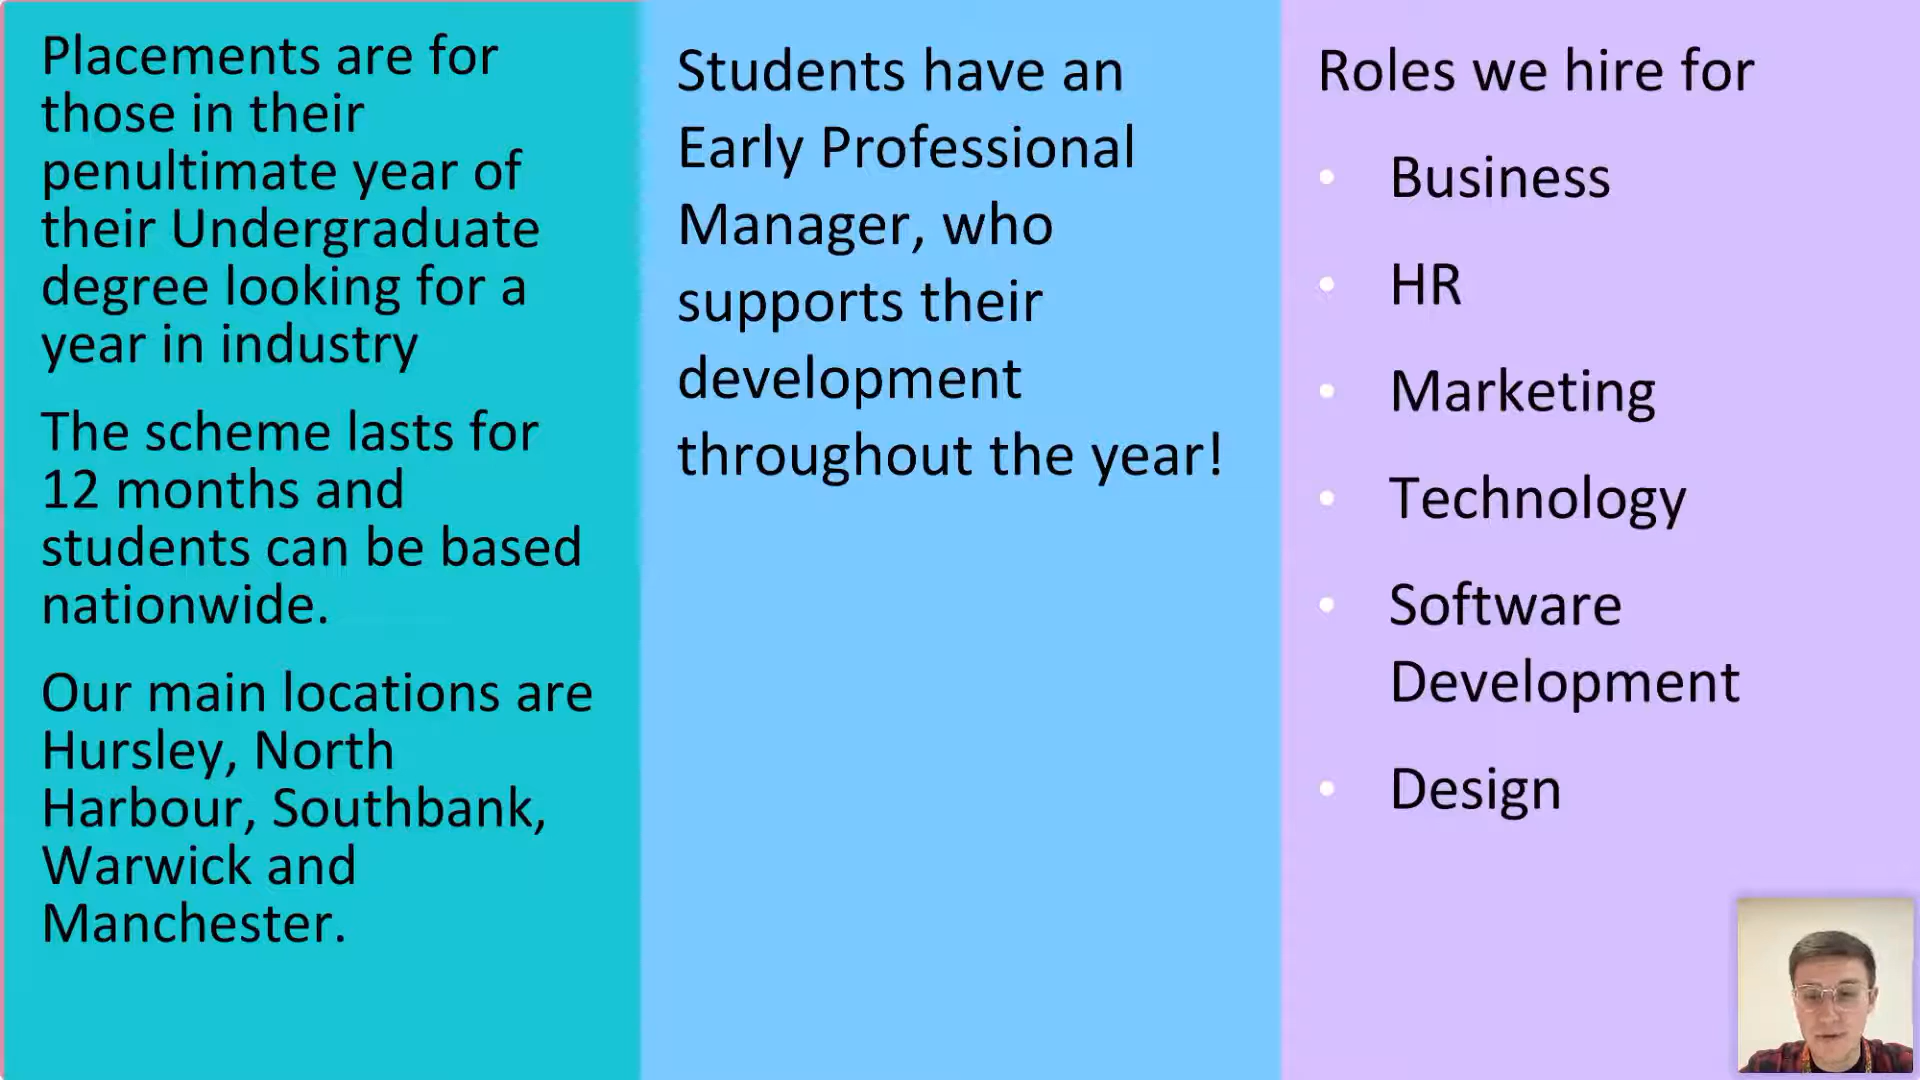 Placements are for
those in their
penultimate year of
their Undergraduate
degree looking for a
year in industry
The scheme lasts for
12 months and
students can be based
nationwide.
Our main locations are
Hursley, North
Harbour, Southbank,
Warwick and
Manchester.
Students have an
Early Professional
Manager, who
supports their
development
throughout the year!
Roles we hire for
• Business
• HR
• Marketing
• Technology
• Software
Development
• Design